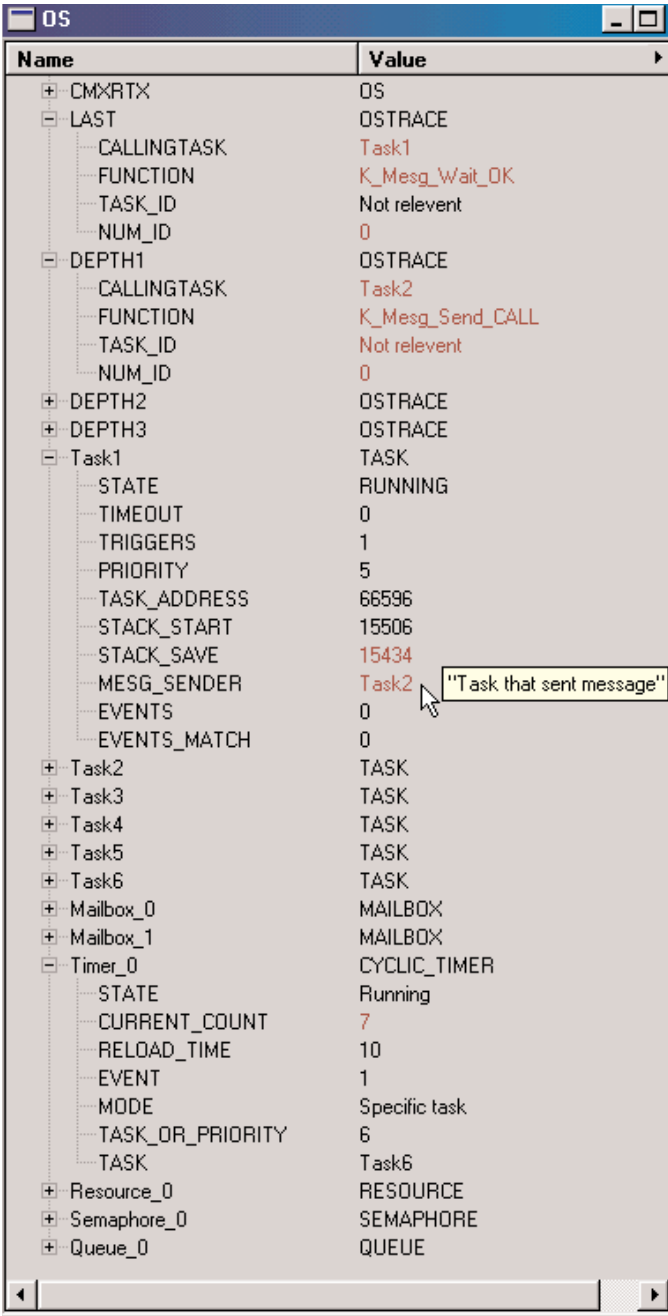 OS
Name Value
CMXRTX OS
LAST OSTRACE
CALLINGTASK Task1
FUNCTION K_Mesg_Wait_OK
TASK_ID Not relevent
NUM_ID 0
DEPTH1 OSTRACE
CALLINGTASK Task2
FUNCTION K_Mesg_Send_CALL
TASK_ID Not relevent
NUM_ID 0
DEPTH2 OSTRACE
DEPTH3 OSTRACE
Task1 TASK
STATE RUNNING
TIMEOUT 0
TRIGGERS 1
PRIORITY 5
TASK_ADDRESS 66596
STACK_START 15506
STACK_SAVE 15434
MESG_SENDER Task2 "Task that sent message"
EVENTS 0
EVENTS_MATCH 0
Task2 TASK
Task3 TASK
Task4 TASK
Task5 TASK
Task6 TASK
Mailbox_0 MAILBOX
Mailbox_1 MAILBOX
Timer_0 CYCLIC_TIMER
STATE Running
CURRENT_COUNT 7
RELOAD_TIME 10
EVENT 1
MODE Specific task
TASK_OR_PRIORITY 6
TASK Task6
Resource_0 RESOURCE
Semaphore_0 SEMAPHORE
Queue_0 QUEUE